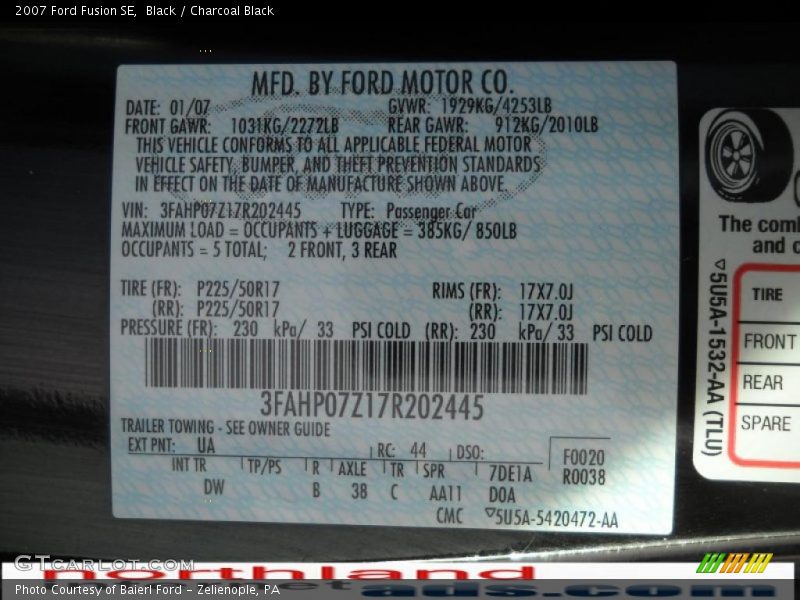 2007 Ford Fusion SE,  Black / Charcoal Black
MFD. BY FORD MOTOR CO.
DATE: 01/07 GVWR: 1929KG/4253LB
FRONT GAWR: 1031KG/2272LB REAR GAWR: 912KG/2010LB
THIS VEHICLE CONFORMS TO ALL APPLICABLE FEDERAL MOTOR
VEHICLE SAFETY, BUMPER, AND THEFT PREVENTION STANDARDS
IN EFFECT ON THE DATE OF MANUFACTURE SHOWN ABOVE.
VIN: 3FAHP07Z17R202445 TYPE: Passenger Car
MAXIMUM LOAD = OCCUPANTS + LUGGAGE = 385KG/ 850LB
OCCUPANTS = 5 TOTAL; 2 FRONT, 3 REAR
TIRE (FR): P225/50R17 RIMS (FR): 17X7.0J
(RR): P225/50R17 (RR): 17X7.0J
PRESSURE (FR): 230 kPa/ 33 PSI COLD (RR): 230 kPa/ 33 PSI COLD
3FAHP07Z17R202445
TRAILER TOWING - SEE OWNER GUIDE
EXT PNT: UA RC: 44 DSO: F0020
INT TR TP/PS R AXLE TR SPR 7DE1A R0038
DW B 38 C AA11 D0A
CMC ▽5U5A-5420472-AA
The
and
▽5U5A-1532-AA (TLU)
TIRE
FRONT
REAR
SPARE
GTCarLot.com
northland
ads.com
Photo Courtesy of Baierl Ford - Zelienople, PA